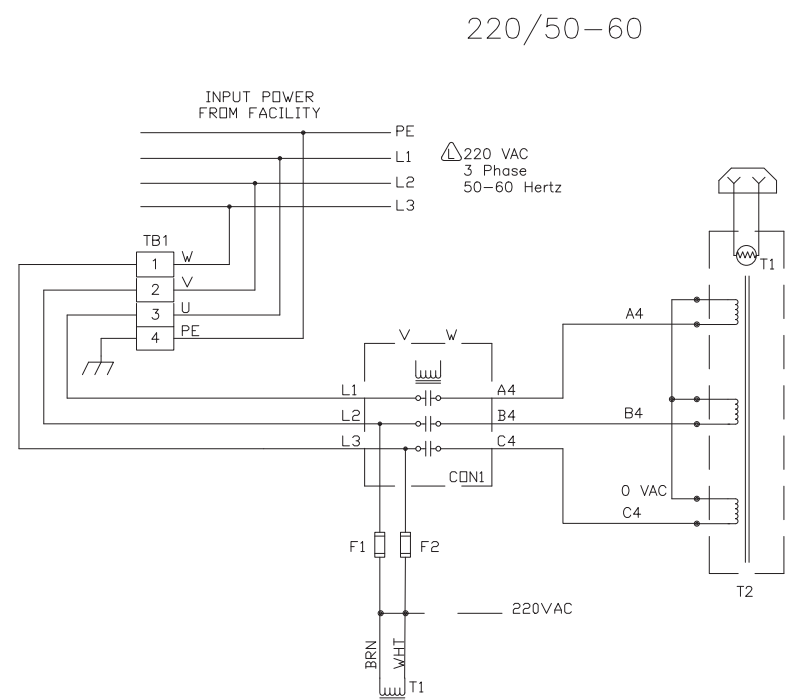 220/50-60
INPUT POWER
FROM FACILITY
PE
L1
L2
L3
L
220 VAC
3 Phase
50-60 Hertz
TB1
1
W
2
V
3
U
4
PE
T1
V
W
A4
L1
A4
L2
B4
B4
L3
C4
CON1
0 VAC
C4
F1
F2
T2
220VAC
BRN
WHT
T1